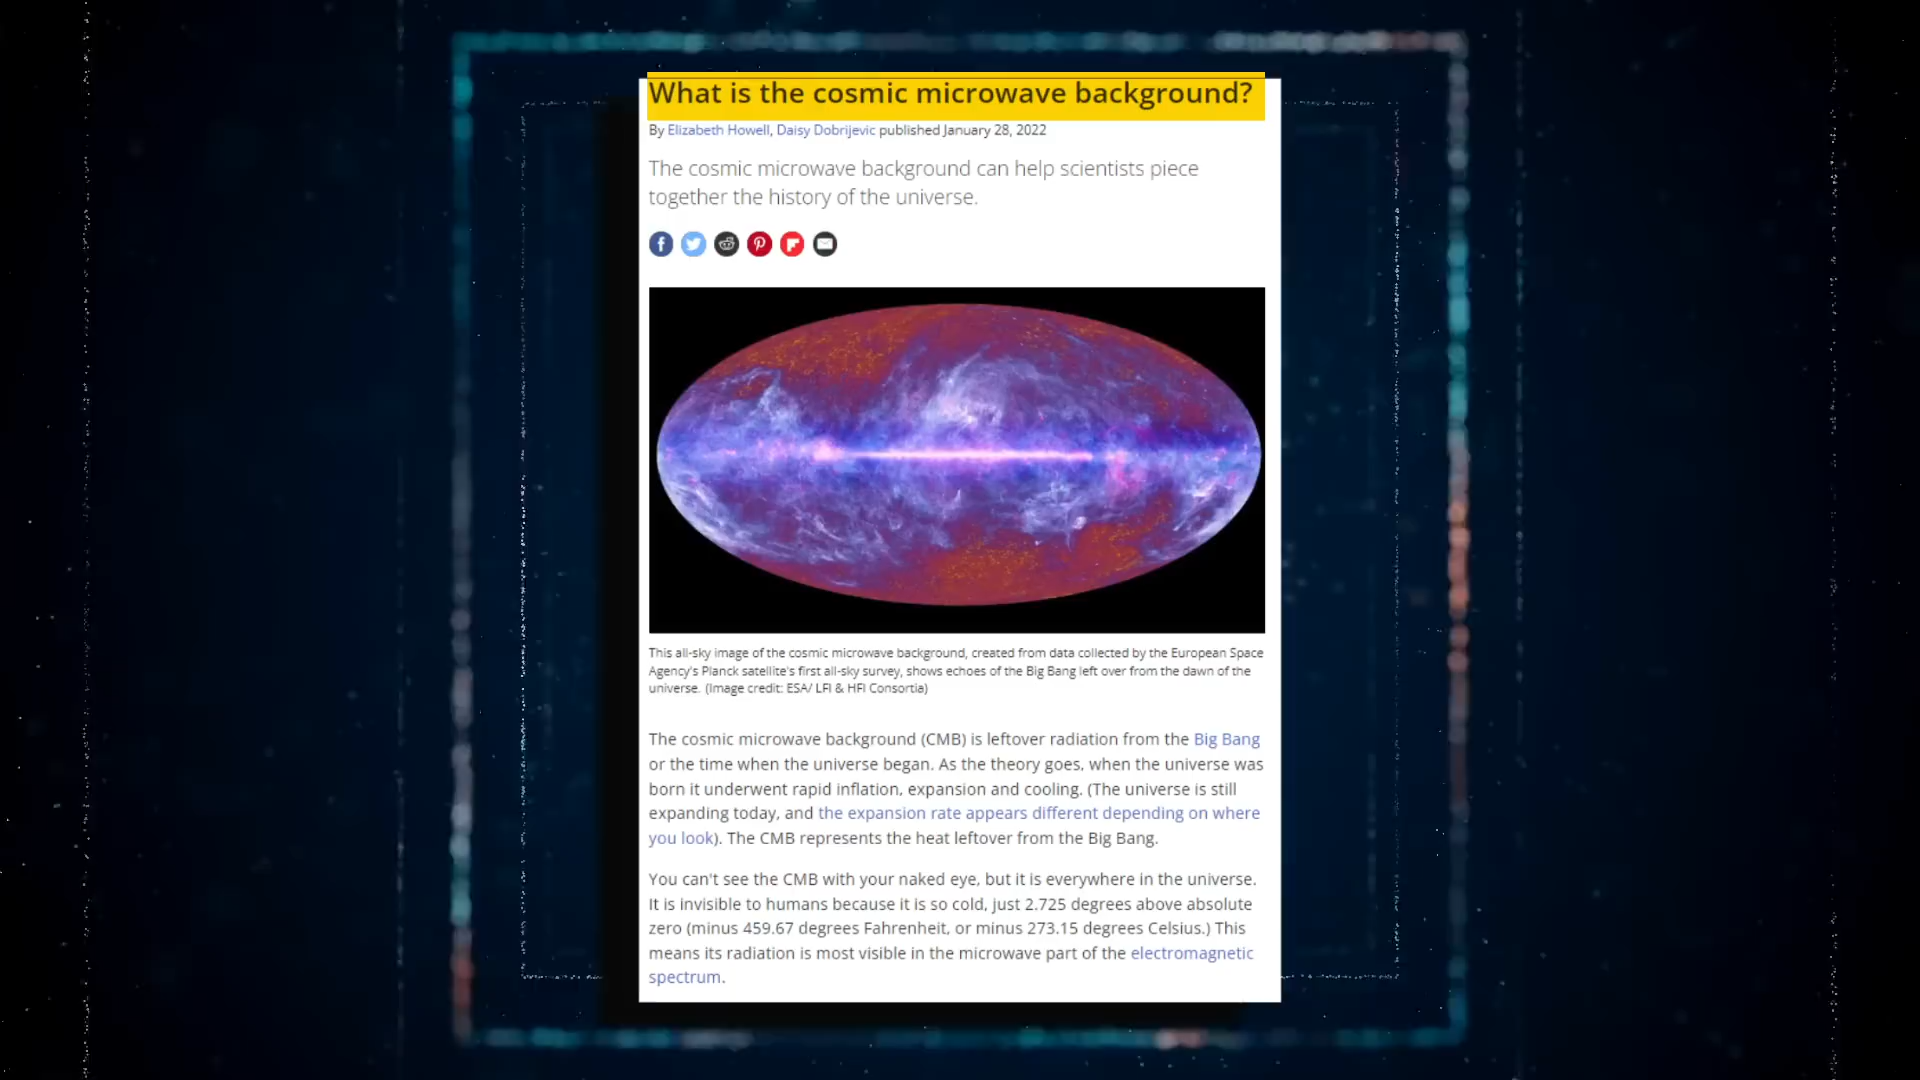 What is the cosmic microwave background?
By Elizabeth Howell, Daisy Dobrijevic published January 28, 2022
The cosmic microwave background can help scientists piece
together the history of the universe.
This all-sky image of the cosmic microwave background, created from data collected by the European Space
Agency's Planck satellite's first all-sky survey, shows echoes of the Big Bang left over from the dawn of the
universe. (Image credit: ESA/ LFI & HFI Consortia)
The cosmic microwave background (CMB) is leftover radiation from the Big Bang
or the time when the universe began. As the theory goes, when the universe was
born it underwent rapid inflation, expansion and cooling. (The universe is still
expanding today, and the expansion rate appears different depending on where
you look). The CMB represents the heat leftover from the Big Bang.
You can't see the CMB with your naked eye, but it is everywhere in the universe.
It is invisible to humans because it is so cold, just 2.725 degrees above absolute
zero (minus 459.67 degrees Fahrenheit, or minus 273.15 degrees Celsius.) This
means its radiation is most visible in the microwave part of the electromagnetic
spectrum.